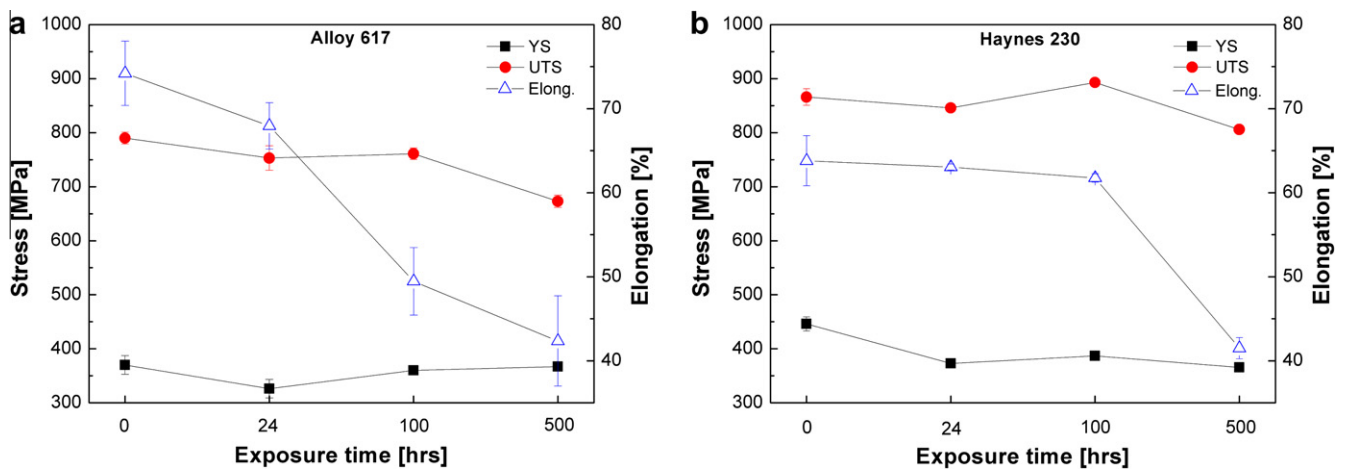 a
Alloy 617
YS
UTS
Elong.
1000
900
800
700
600
500
400
300
Stress [MPa]
80
70
60
50
40
Elongation [%]
0
24
100
500
Exposure time [hrs]
b
Haynes 230
YS
UTS
Elong.
1000
900
800
700
600
500
400
300
Stress [MPa]
80
70
60
50
40
Elongation [%]
0
24
100
500
Exposure time [hrs]